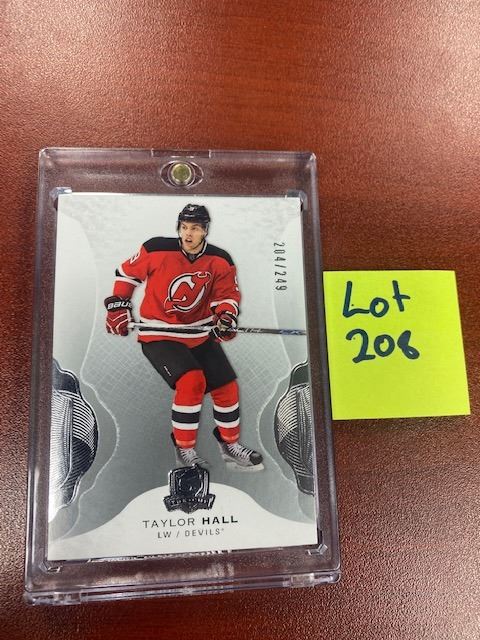 204/249
Lot
208
TAYLOR HALL
LW / DEVILS